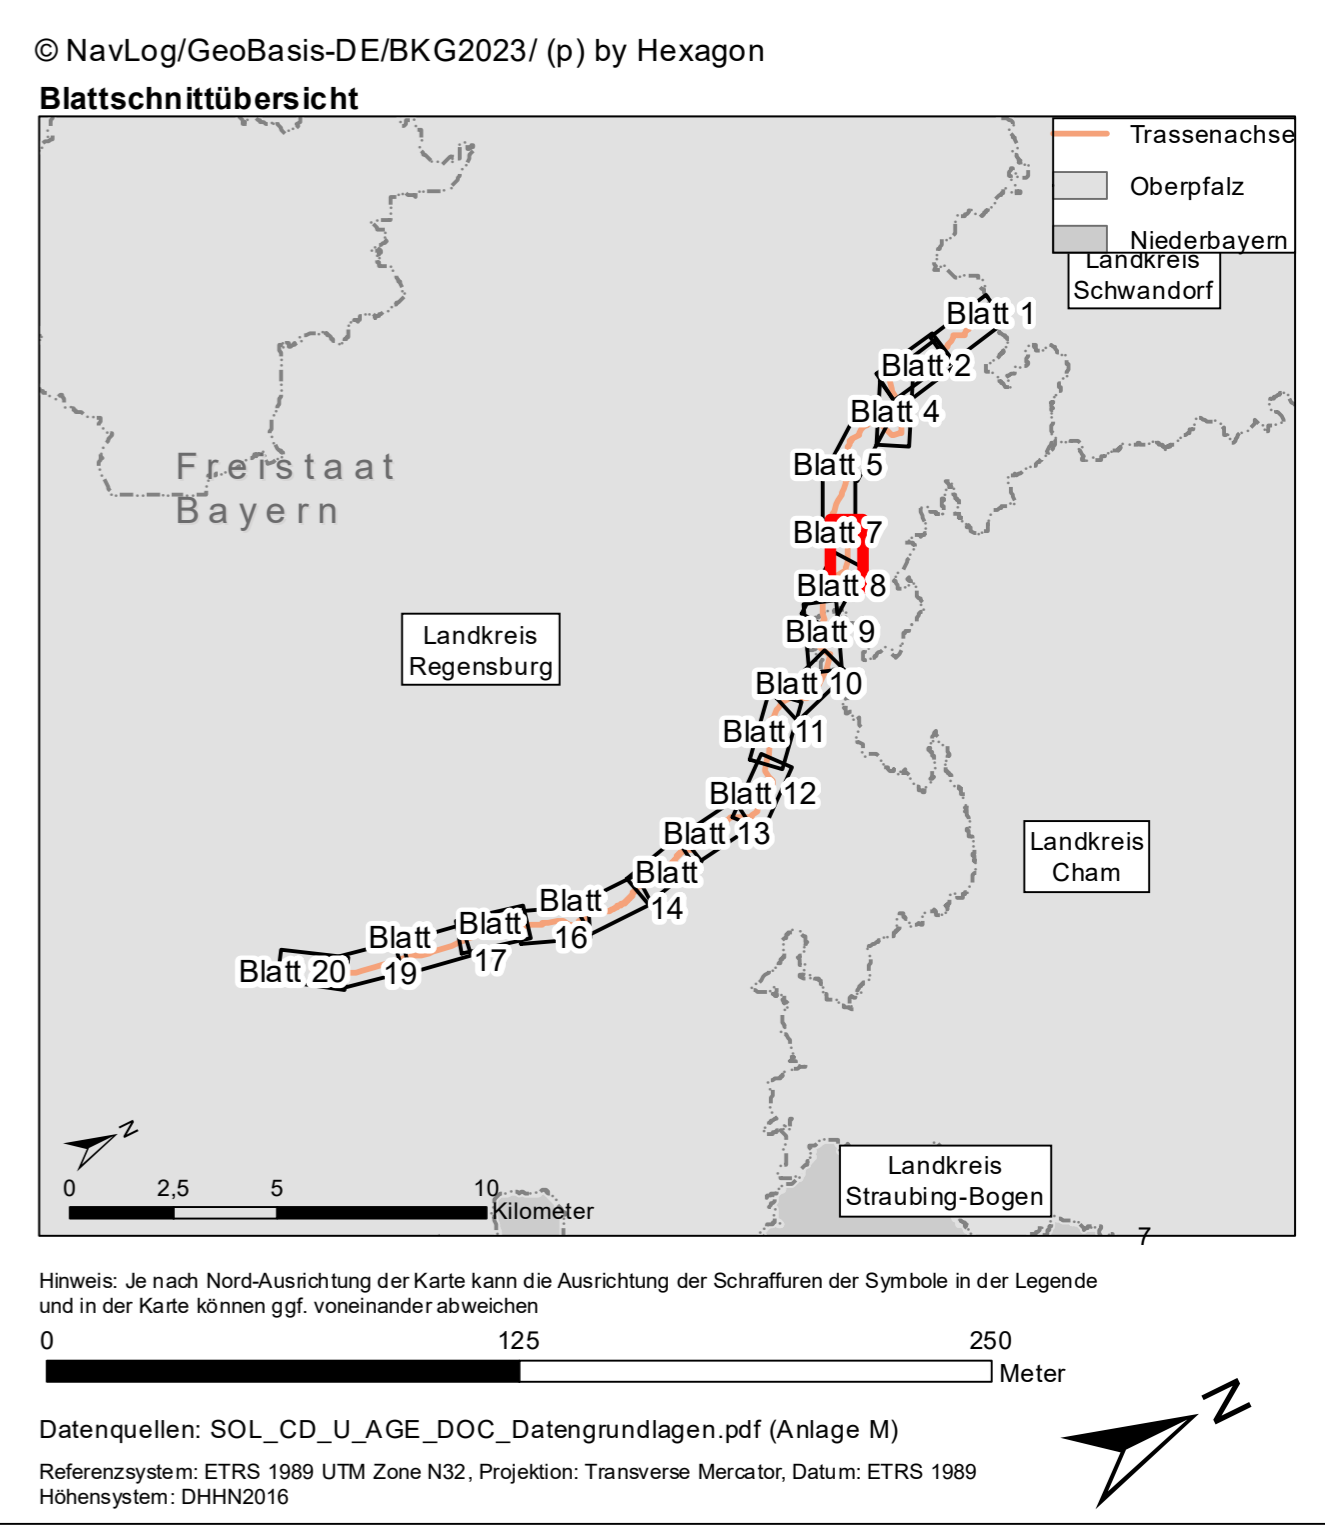 © NavLog/GeoBasis-DE/BKG2023/ (p) by Hexagon
Blattschnittübersicht
Trassenachse
Oberpfalz
Niederbayern
Landkreis
Schwandorf
Blatt 1
Blatt 2
Blatt 4
Blatt 5
Freistaat
Bayern
Blatt 7
Blatt 8
Blatt 9
Landkreis
Regensburg
Blatt 10
Blatt 11
Blatt 12
Blatt 13
Landkreis
Cham
Blatt
14
Blatt
16
Blatt
17
Blatt
19
Blatt 20
N
0 2,5 5 10
Kilometer
Landkreis
Straubing-Bogen
7
Hinweis: Je nach Nord-Ausrichtung der Karte kann die Ausrichtung der Schraffuren der Symbole in der Legende
und in der Karte können ggf. voneinander abweichen
0 125 250
Meter
N
Datenquellen: SOL_CD_U_AGE_DOC_Datengrundlagen.pdf (Anlage M)
Referenzsystem: ETRS 1989 UTM Zone N32, Projektion: Transverse Mercator, Datum: ETRS 1989
Höhensystem: DHHN2016